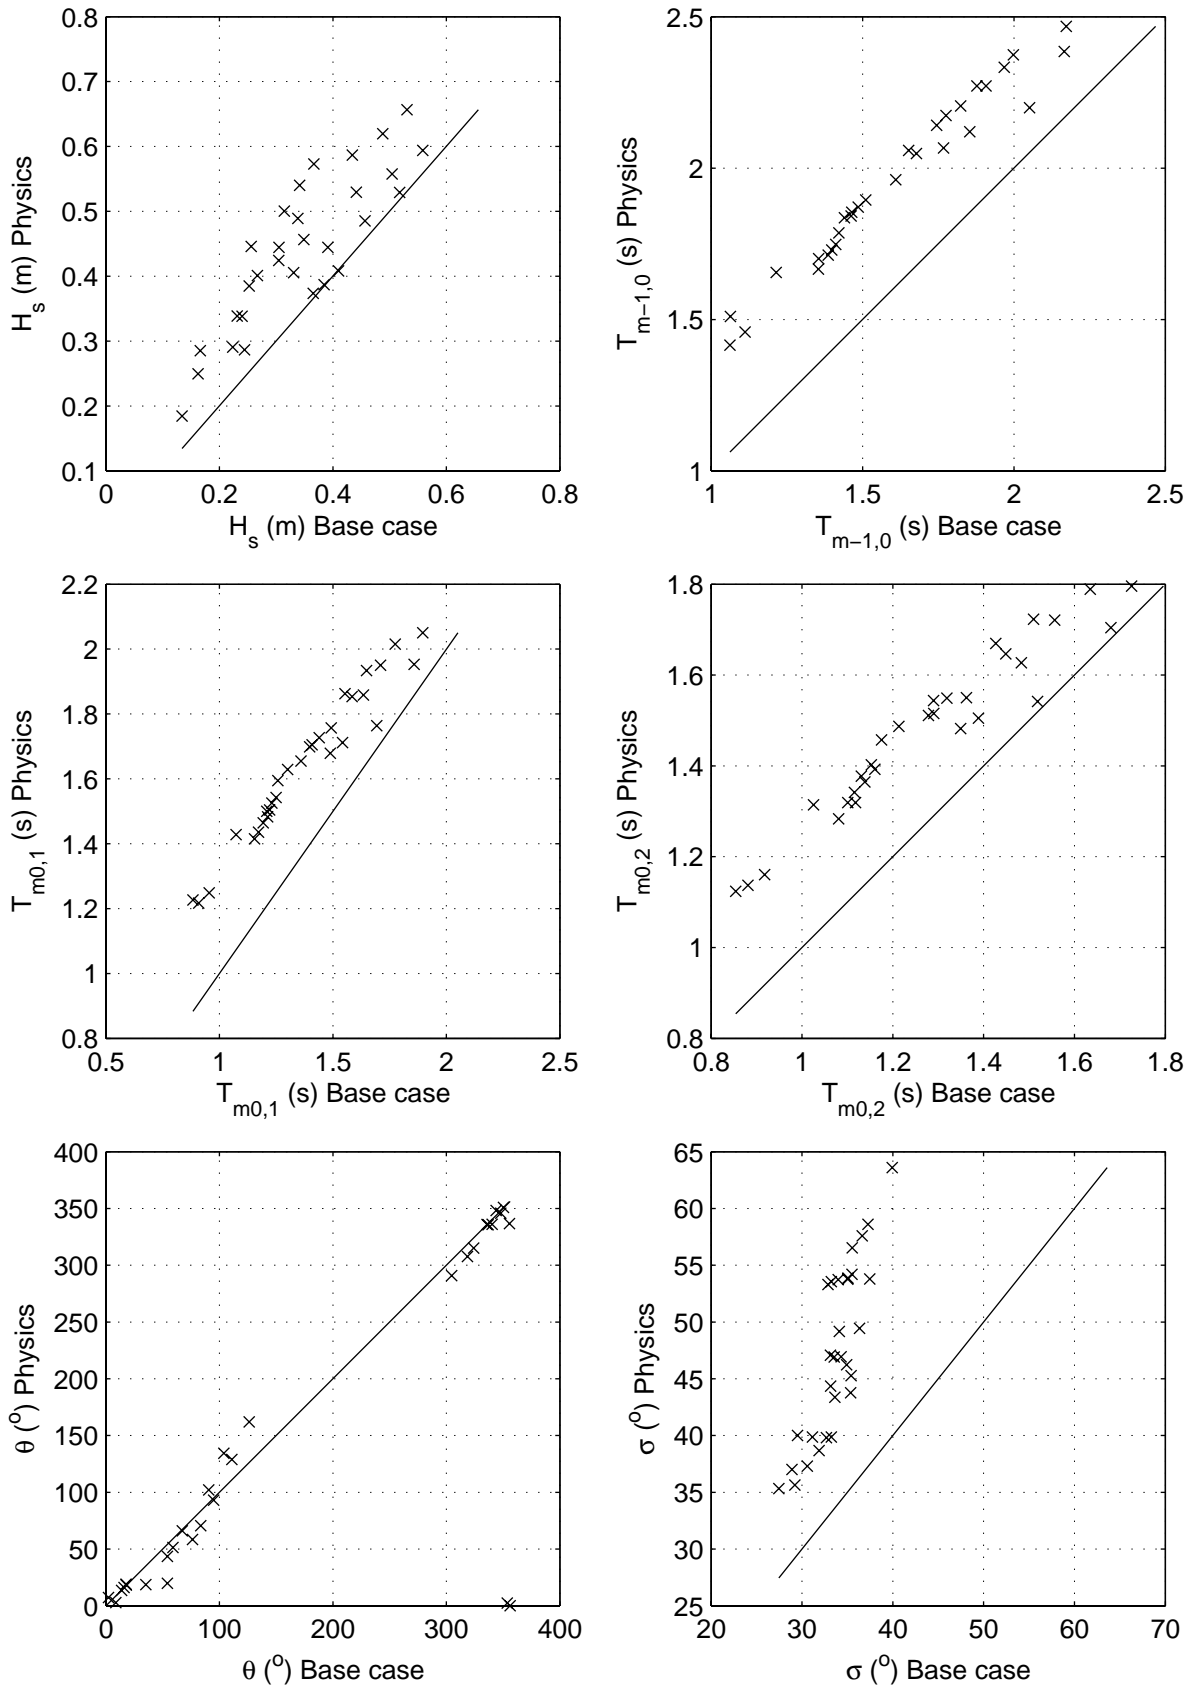 0.8
0.7
0.6
0.5
0.4
0.3
0.2
0.1
H_s (m) Physics
0 0.2 0.4 0.6 0.8
H_s (m) Base case
2.5
2
1.5
1
T_m−1,0 (s) Physics
1 1.5 2 2.5
T_m−1,0 (s) Base case
2.2
2
1.8
1.6
1.4
1.2
1
0.8
T_m0,1 (s) Physics
0.5 1 1.5 2 2.5
T_m0,1 (s) Base case
1.8
1.6
1.4
1.2
1
0.8
T_m0,2 (s) Physics
0.8 1 1.2 1.4 1.6 1.8
T_m0,2 (s) Base case
400
350
300
250
200
150
100
50
0
θ (º) Physics
0 100 200 300 400
θ (º) Base case
65
60
55
50
45
40
35
30
25
σ (º) Physics
20 30 40 50 60 70
σ (º) Base case